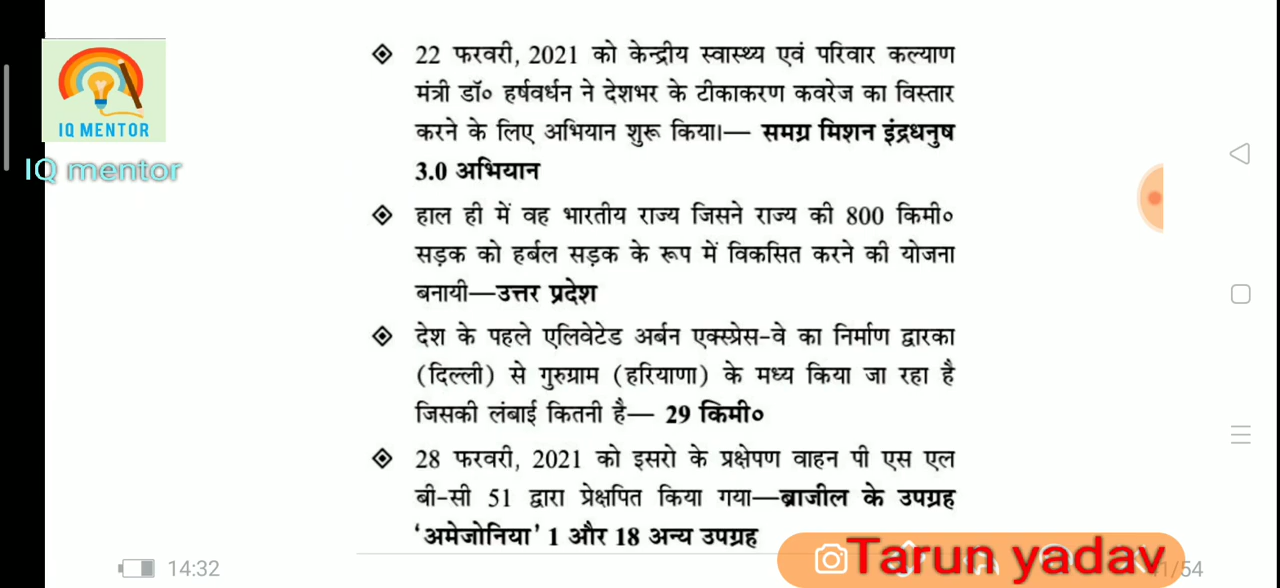 IQ MENTOR
IQ mentor
22 फरवरी, 2021 को केन्द्रीय स्वास्थ्य एवं परिवार कल्याण
मंत्री डॉ० हर्षवर्धन ने देशभर के टीकाकरण कवरेज का विस्तार
करने के लिए अभियान शुरू किया।— समग्र मिशन इंद्रधनुष
3.0 अभियान
हाल ही में वह भारतीय राज्य जिसने राज्य की 800 किमी०
सड़क को हर्बल सड़क के रूप में विकसित करने की योजना
बनायी—उत्तर प्रदेश
देश के पहले एलिवेटेड अर्बन एक्स्प्रेस-वे का निर्माण द्वारका
(दिल्ली) से गुरुग्राम (हरियाणा) के मध्य किया जा रहा है
जिसकी लंबाई कितनी है— 29 किमी०
28 फरवरी, 2021 को इसरो के प्रक्षेपण वाहन पी एस एल
बी-सी 51 द्वारा प्रेक्षपित किया गया—ब्राजील के उपग्रह
‘अमेजोनिया’ 1 और 18 अन्य उपग्रह
Tarun yadav
14:32
/54